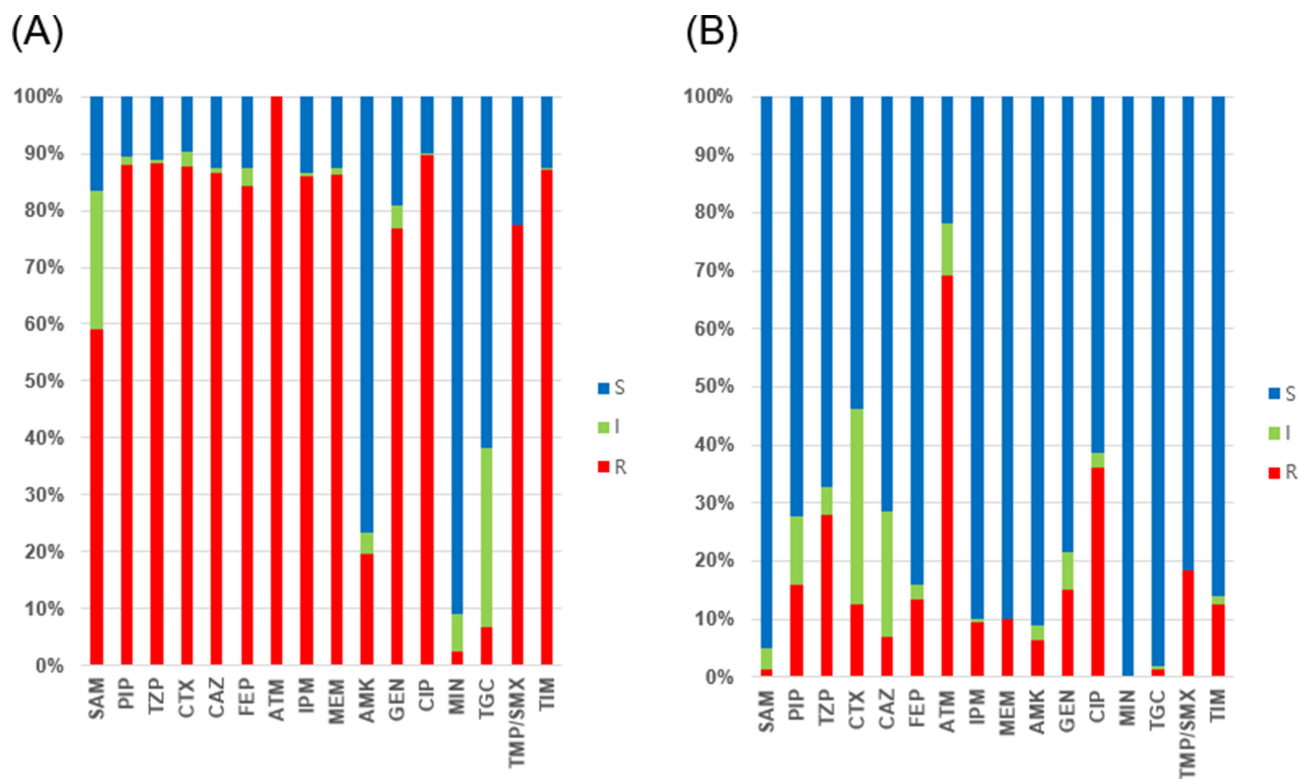 (A)
100%
90%
80%
70%
60%
50%
40%
30%
20%
10%
0%
SAM
PIP
TZP
CTX
CAZ
FEP
ATM
IPM
MEM
AMK
GEN
CIP
MIN
TGC
TMP/SMX
TIM
S
I
R
(B)
100%
90%
80%
70%
60%
50%
40%
30%
20%
10%
0%
SAM
PIP
TZP
CTX
CAZ
FEP
ATM
IPM
MEM
AMK
GEN
CIP
MIN
TGC
TMP/SMX
TIM
S
I
R